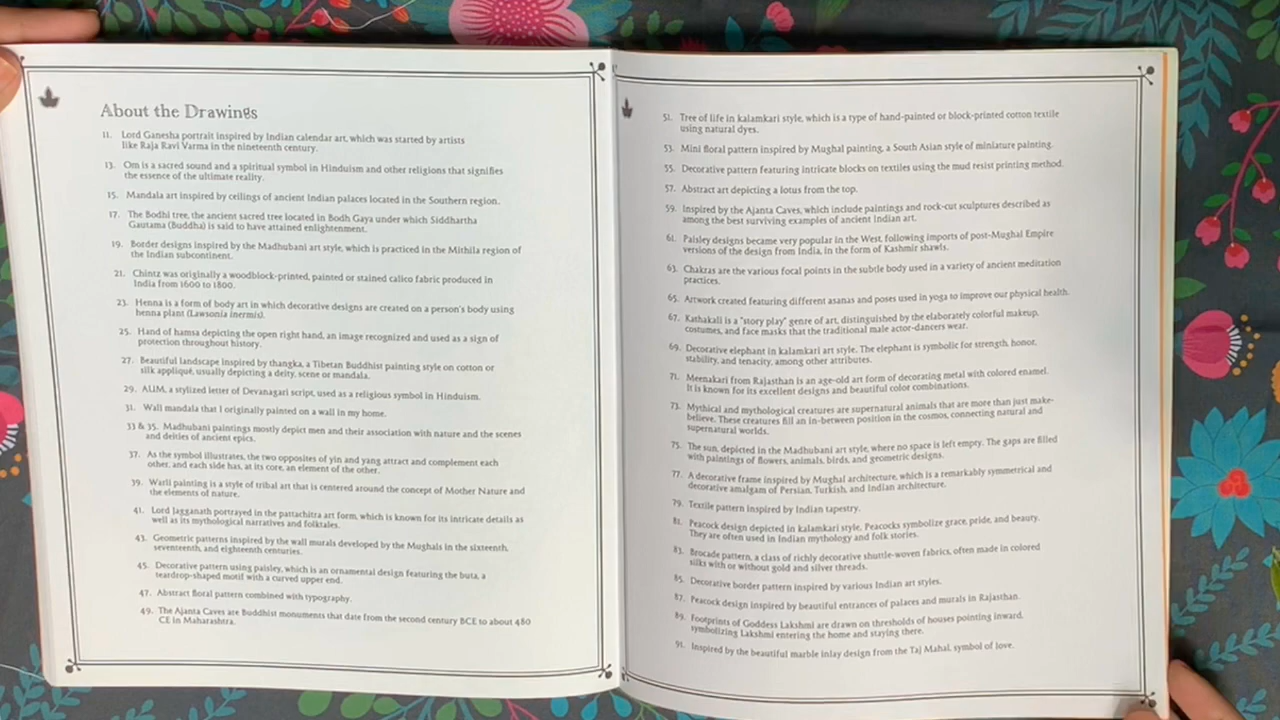 About the Drawings
11. Lord Ganesha portrait inspired by Indian calendar art, which was started by artists
like Raja Ravi Varma in the nineteenth century.
13. Om is a sacred sound and a spiritual symbol in Hinduism and other religions that signifies
the essence of the ultimate reality.
15. Mandala art inspired by ceilings of ancient Indian palaces located in the Southern region.
17. The Bodhi tree, the ancient sacred tree located in Bodh Gaya under which Siddhartha
Gautama (Buddha) is said to have attained enlightenment.
19. Border designs inspired by the Madhubani art style, which is practiced in the Mithila region of
the Indian subcontinent.
21. Chintz was originally a woodblock-printed, painted or stained calico fabric produced in
India from 1600 to 1800.
23. Henna is a form of body art in which decorative designs are created on a person's body using
henna plant (Lawsonia inermis).
25. Hand of hamsa depicting the open right hand, an image recognized and used as a sign of
protection throughout history.
27. Beautiful landscape inspired by thangka, a Tibetan Buddhist painting style on cotton or
silk appliqué, usually depicting a deity, scene or mandala.
29. AUM, a stylized letter of Devanagari script, used as a religious symbol in Hinduism.
31. Wall mandala that I originally painted on a wall in my home.
33 & 35. Madhubani paintings mostly depict men and their association with nature and the scenes
and deities of ancient epics.
37. As the symbol illustrates, the two opposites of yin and yang attract and complement each
other, and each side has, at its core, an element of the other.
39. Warli painting is a style of tribal art that is centered around the concept of Mother Nature and
the elements of nature.
41. Lord Jagganath portrayed in the pattachitra art form, which is known for its intricate details as
well as its mythological narratives and folktales.
43. Geometric patterns inspired by the wall murals developed by the Mughals in the sixteenth,
seventeenth, and eighteenth centuries.
45. Decorative pattern using paisley, which is an ornamental design featuring the buta, a
teardrop-shaped motif with a curved upper end.
47. Abstract floral pattern combined with typography.
49. The Ajanta Caves are Buddhist monuments that date from the second century BCE to about 480
CE in Maharashtra.
51. Tree of life in kalamkari style, which is a type of hand-painted or block-printed cotton textile
using natural dyes.
53. Mini floral pattern inspired by Mughal painting, a South Asian style of miniature painting.
55. Decorative pattern featuring intricate blocks on textiles using the mud resist printing method.
57. Abstract art depicting a lotus from the top.
59. Inspired by the Ajanta Caves, which include paintings and rock-cut sculptures described as
among the best surviving examples of ancient Indian art.
61. Paisley designs became very popular in the West, following imports of post-Mughal Empire
versions of the design from India, in the form of Kashmir shawls.
63. Chakras are the various focal points in the subtle body used in a variety of ancient meditation
practices.
65. Artwork created featuring different asanas and poses used in yoga to improve our physical health.
67. Kathakali is a "story play" genre of art, distinguished by the elaborately colorful makeup,
costumes, and face masks that the traditional male actor-dancers wear.
69. Decorative elephant in kalamkari art style. The elephant is symbolic for strength, honor,
stability, and tenacity, among other attributes.
71. Meenakari from Rajasthan is an age-old art form of decorating metal with colored enamel.
It is known for its excellent designs and beautiful color combinations.
73. Mythical and mythological creatures are supernatural animals that are more than just make-
believe. These creatures fill an in-between position in the cosmos, connecting natural and
supernatural worlds.
75. The sun, depicted in the Madhubani art style, where no space is left empty. The gaps are filled
with paintings of flowers, animals, birds, and geometric designs.
77. A decorative frame inspired by Mughal architecture, which is a remarkably symmetrical and
decorative amalgam of Persian, Turkish, and Indian architecture.
79. Textile pattern inspired by Indian tapestry.
81. Peacock design depicted in kalamkari style. Peacocks symbolize grace, pride, and beauty.
They are often used in Indian mythology and folk stories.
83. Brocade pattern, a class of richly decorative shuttle-woven fabrics, often made in colored
silks with or without gold and silver threads.
85. Decorative border pattern inspired by various Indian art styles.
87. Peacock design inspired by beautiful entrances of palaces and murals in Rajasthan.
89. Footprints of Goddess Lakshmi are drawn on thresholds of houses pointing inward,
symbolizing Lakshmi entering the home and staying there.
91. Inspired by the beautiful marble inlay design from the Taj Mahal, symbol of love.